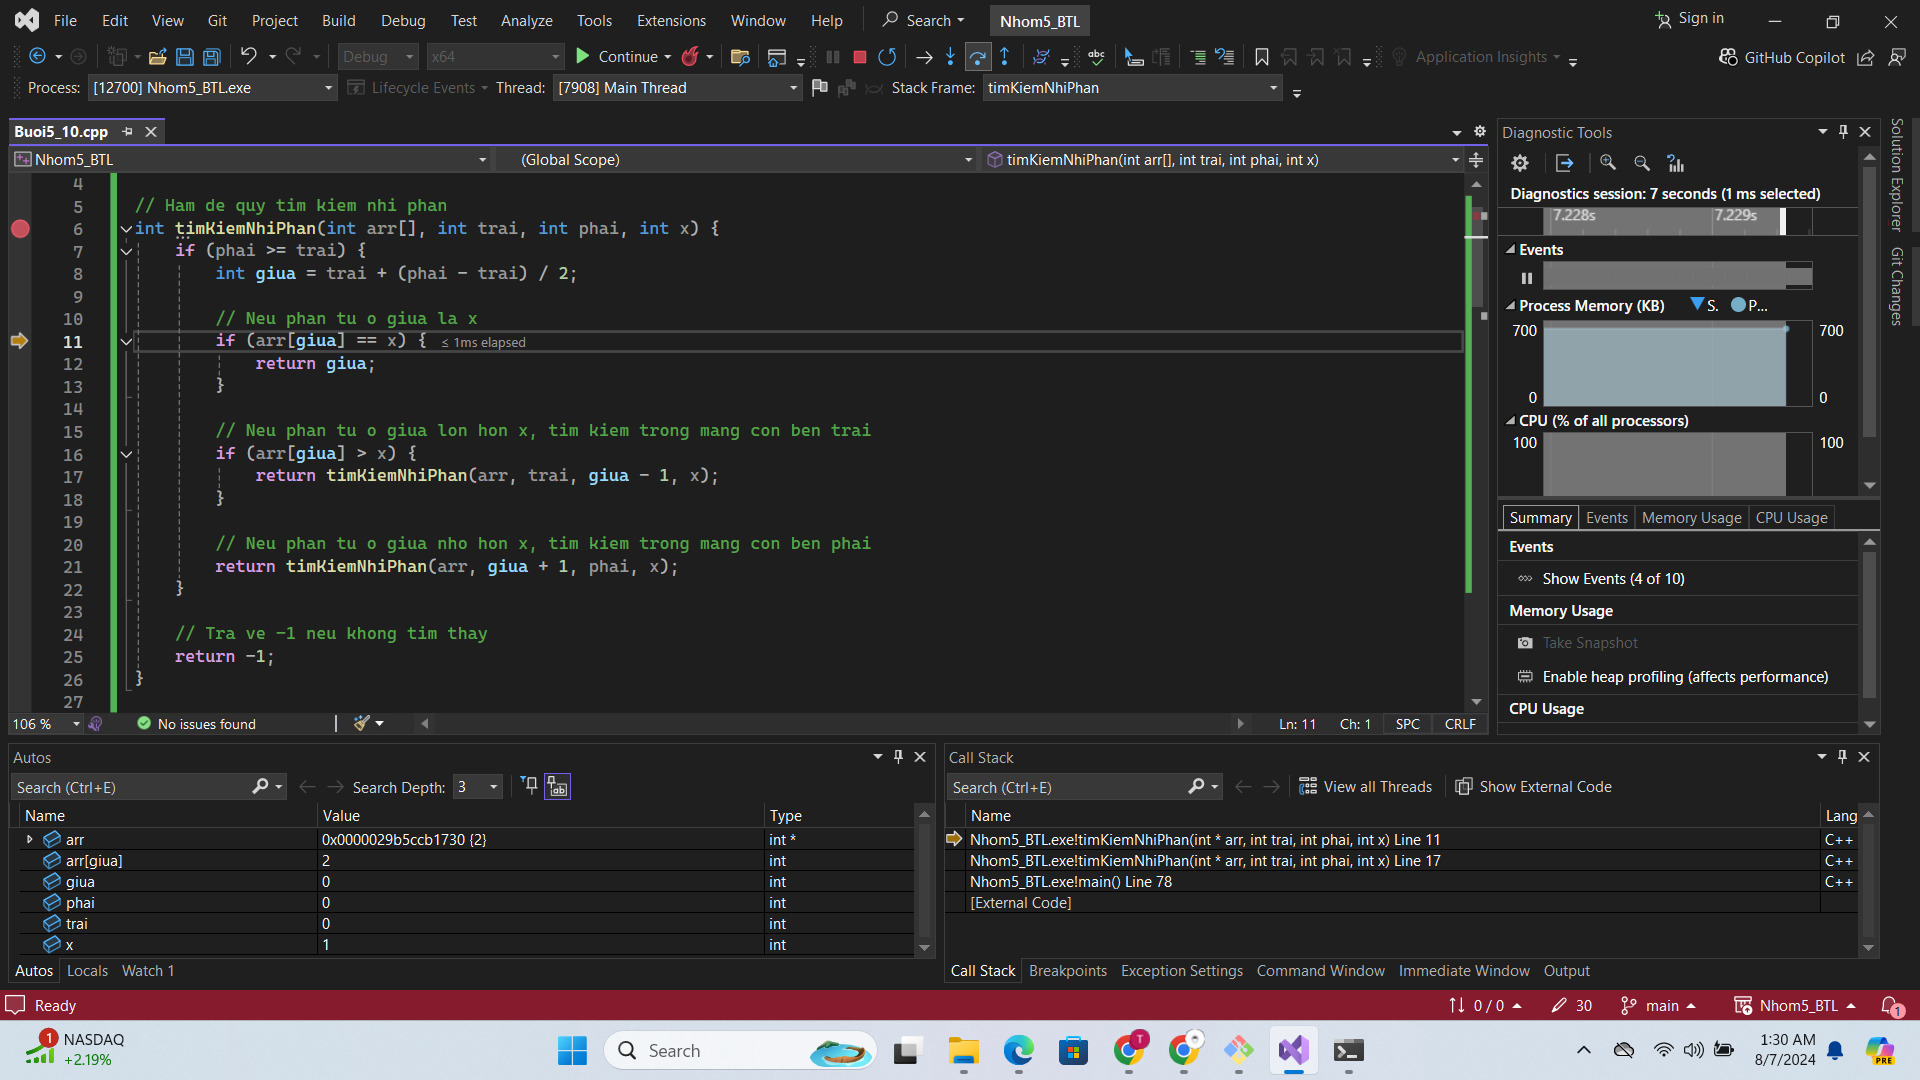 File Edit View Git Project Build Debug Test Analyze Tools Extensions Window Help Search Nhom5_BTL Sign in
Debug x64 Continue Application Insights GitHub Copilot
Process: [12700] Nhom5_BTL.exe Lifecycle Events Thread: [7908] Main Thread Stack Frame: timKiemNhiPhan
Buoi5_10.cpp
Nhom5_BTL (Global Scope) timKiemNhiPhan(int arr[], int trai, int phai, int x)
4
5 // Ham de quy tim kiem nhi phan
6 int timKiemNhiPhan(int arr[], int trai, int phai, int x) {
7 if (phai >= trai) {
8 int giua = trai + (phai - trai) / 2;
9
10 // Neu phan tu o giua la x
11 if (arr[giua] == x) { ≤ 1ms elapsed
12 return giua;
13 }
14
15 // Neu phan tu o giua lon hon x, tim kiem trong mang con ben trai
16 if (arr[giua] > x) {
17 return timKiemNhiPhan(arr, trai, giua - 1, x);
18 }
19
20 // Neu phan tu o giua nho hon x, tim kiem trong mang con ben phai
21 return timKiemNhiPhan(arr, giua + 1, phai, x);
22 }
23
24 // Tra ve -1 neu khong tim thay
25 return -1;
26 }
27
106 % No issues found Ln: 11 Ch: 1 SPC CRLF
Diagnostic Tools
Diagnostics session: 7 seconds (1 ms selected)
7.228s 7.229s
Events
Process Memory (KB) S. P...
700 700
0 0
CPU (% of all processors)
100 100
Summary Events Memory Usage CPU Usage
Events
Show Events (4 of 10)
Memory Usage
Take Snapshot
Enable heap profiling (affects performance)
CPU Usage
Solution Explorer
Git Changes
Autos
Search (Ctrl+E) Search Depth: 3
Name Value Type
arr 0x0000029b5ccb1730 {2} int *
arr[giua] 2 int
giua 0 int
phai 0 int
trai 0 int
x 1 int
Autos Locals Watch 1
Call Stack
Search (Ctrl+E) View all Threads Show External Code
Name Lang
Nhom5_BTL.exe!timKiemNhiPhan(int * arr, int trai, int phai, int x) Line 11 C++
Nhom5_BTL.exe!timKiemNhiPhan(int * arr, int trai, int phai, int x) Line 17 C++
Nhom5_BTL.exe!main() Line 78 C++
[External Code]
Call Stack Breakpoints Exception Settings Command Window Immediate Window Output
Ready 0 / 0 30 main Nhom5_BTL 1
1 NASDAQ
+2.19%
Search
T
PRE
1:30 AM
8/7/2024